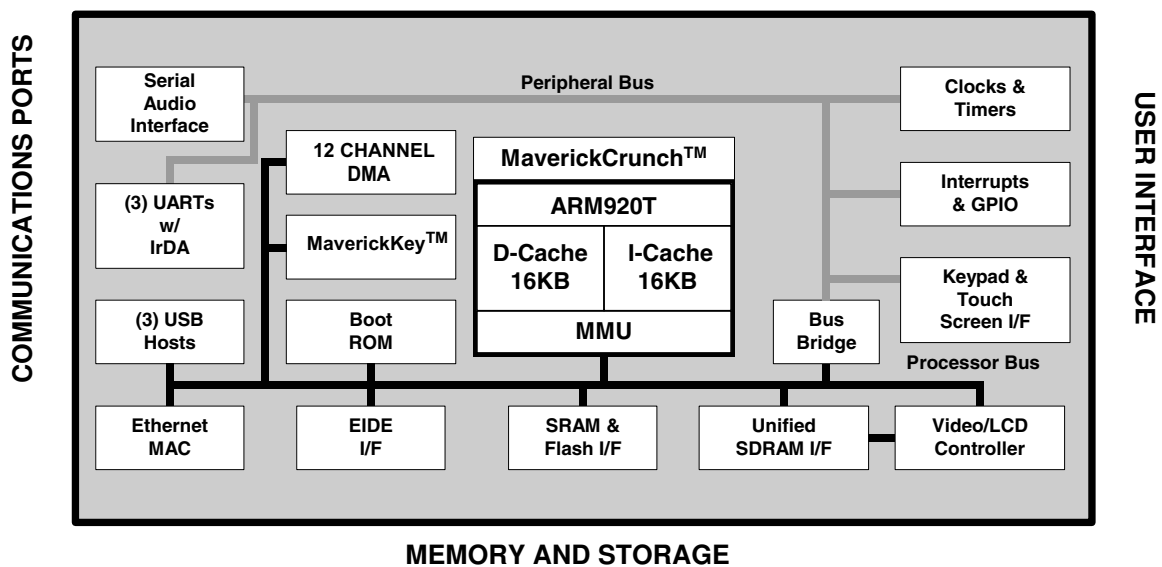 COMMUNICATIONS PORTS
Serial
Audio
Interface
Peripheral Bus
Clocks &
Timers
USER INTERFACE
12 CHANNEL
DMA
MaverickCrunch™
(3) UARTs
w/
IrDA
MaverickKey™
ARM920T
D-Cache
16KB
I-Cache
16KB
MMU
Interrupts
& GPIO
Keypad &
Touch
Screen I/F
(3) USB
Hosts
Boot
ROM
Bus
Bridge
Processor Bus
Ethernet
MAC
EIDE
I/F
SRAM &
Flash I/F
Unified
SDRAM I/F
Video/LCD
Controller
MEMORY AND STORAGE